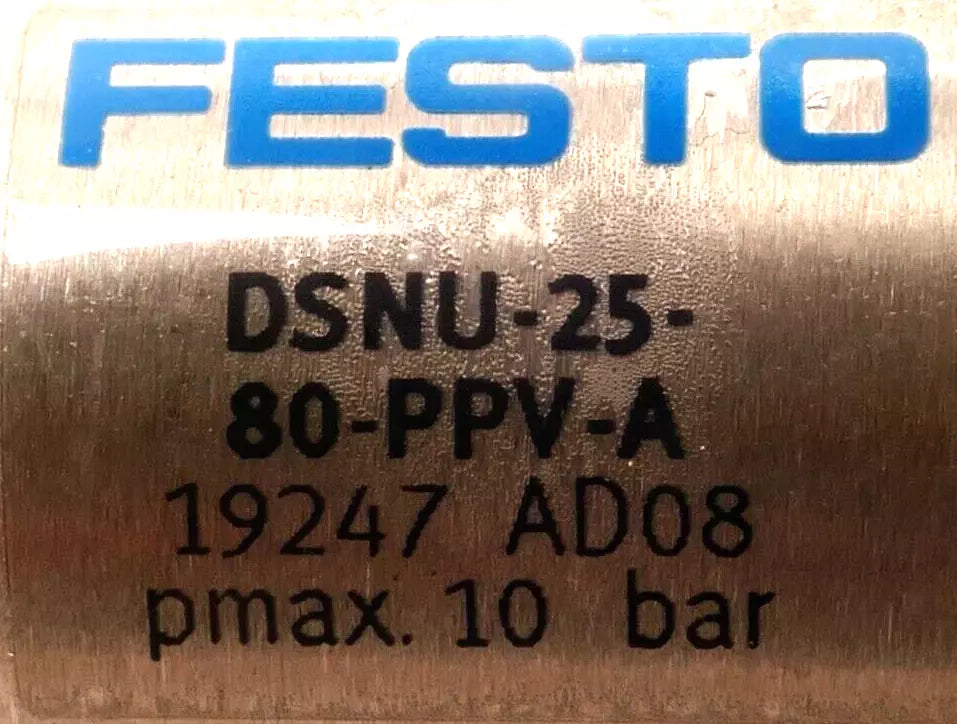 FESTO
DSNU-25-
80-PPV-A
19247 AD08
pmax. 10 bar